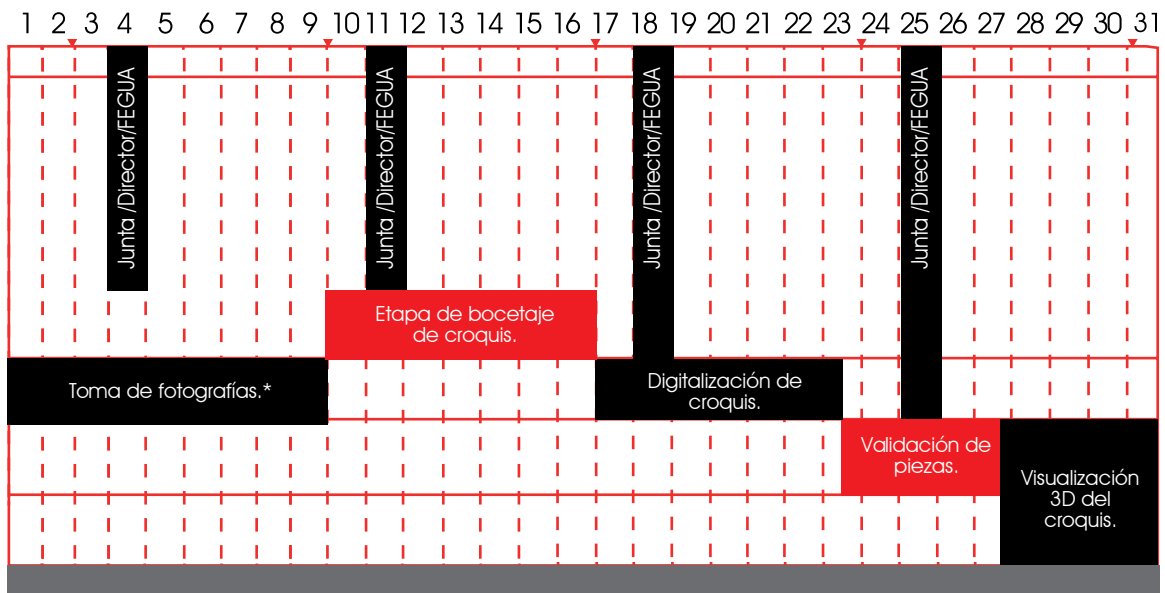 1 2 3 4 5 6 7 8 9 10 11 12 13 14 15 16 17 18 19 20 21 22 23 24 25 26 27 28 29 30 31
Junta /Director/FEGUA
Junta /Director/FEGUA
Junta /Director/FEGUA
Junta /Director/FEGUA
Etapa de bocetaje
de croquis.
Toma de fotografías.*
Digitalización de
croquis.
Validación de
piezas.
Visualización
3D del
croquis.